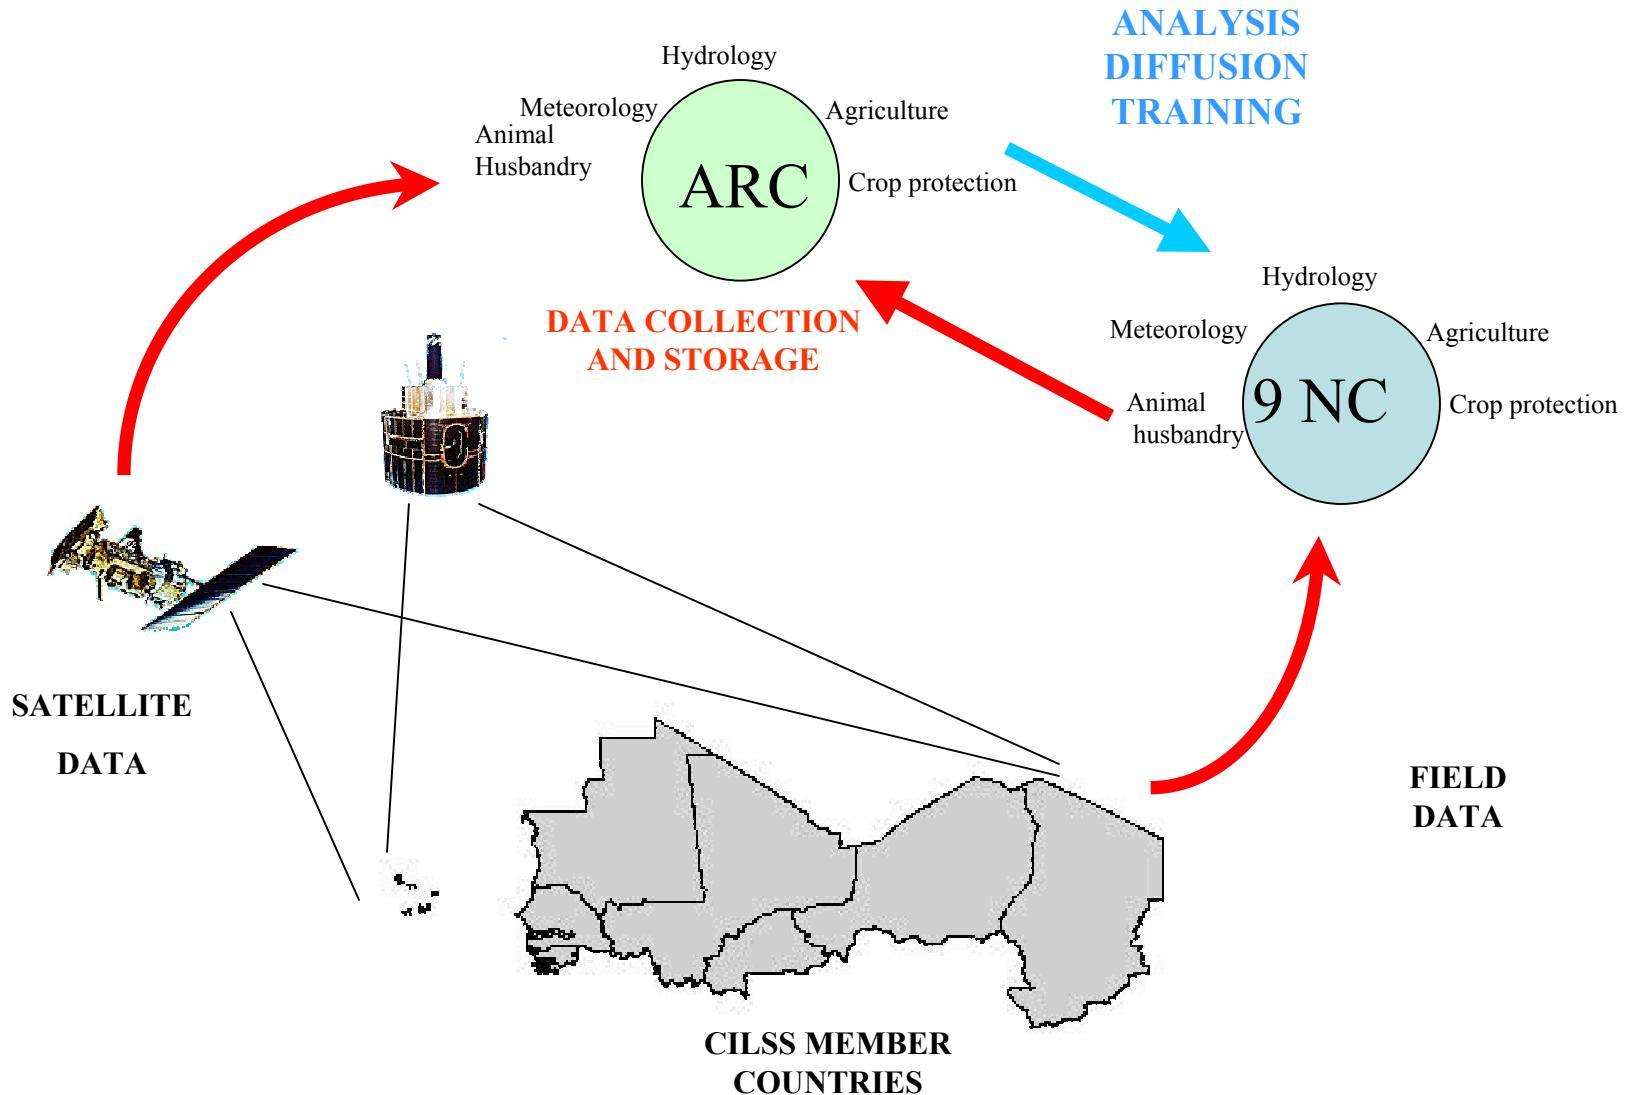 ANALYSIS
DIFFUSION
TRAINING
Hydrology
Meteorology
Agriculture
Animal
Husbandry
ARC
Crop protection
DATA COLLECTION
AND STORAGE
Hydrology
Meteorology
Agriculture
9 NC
Animal
husbandry
Crop protection
SATELLITE
DATA
FIELD
DATA
CILSS MEMBER
COUNTRIES